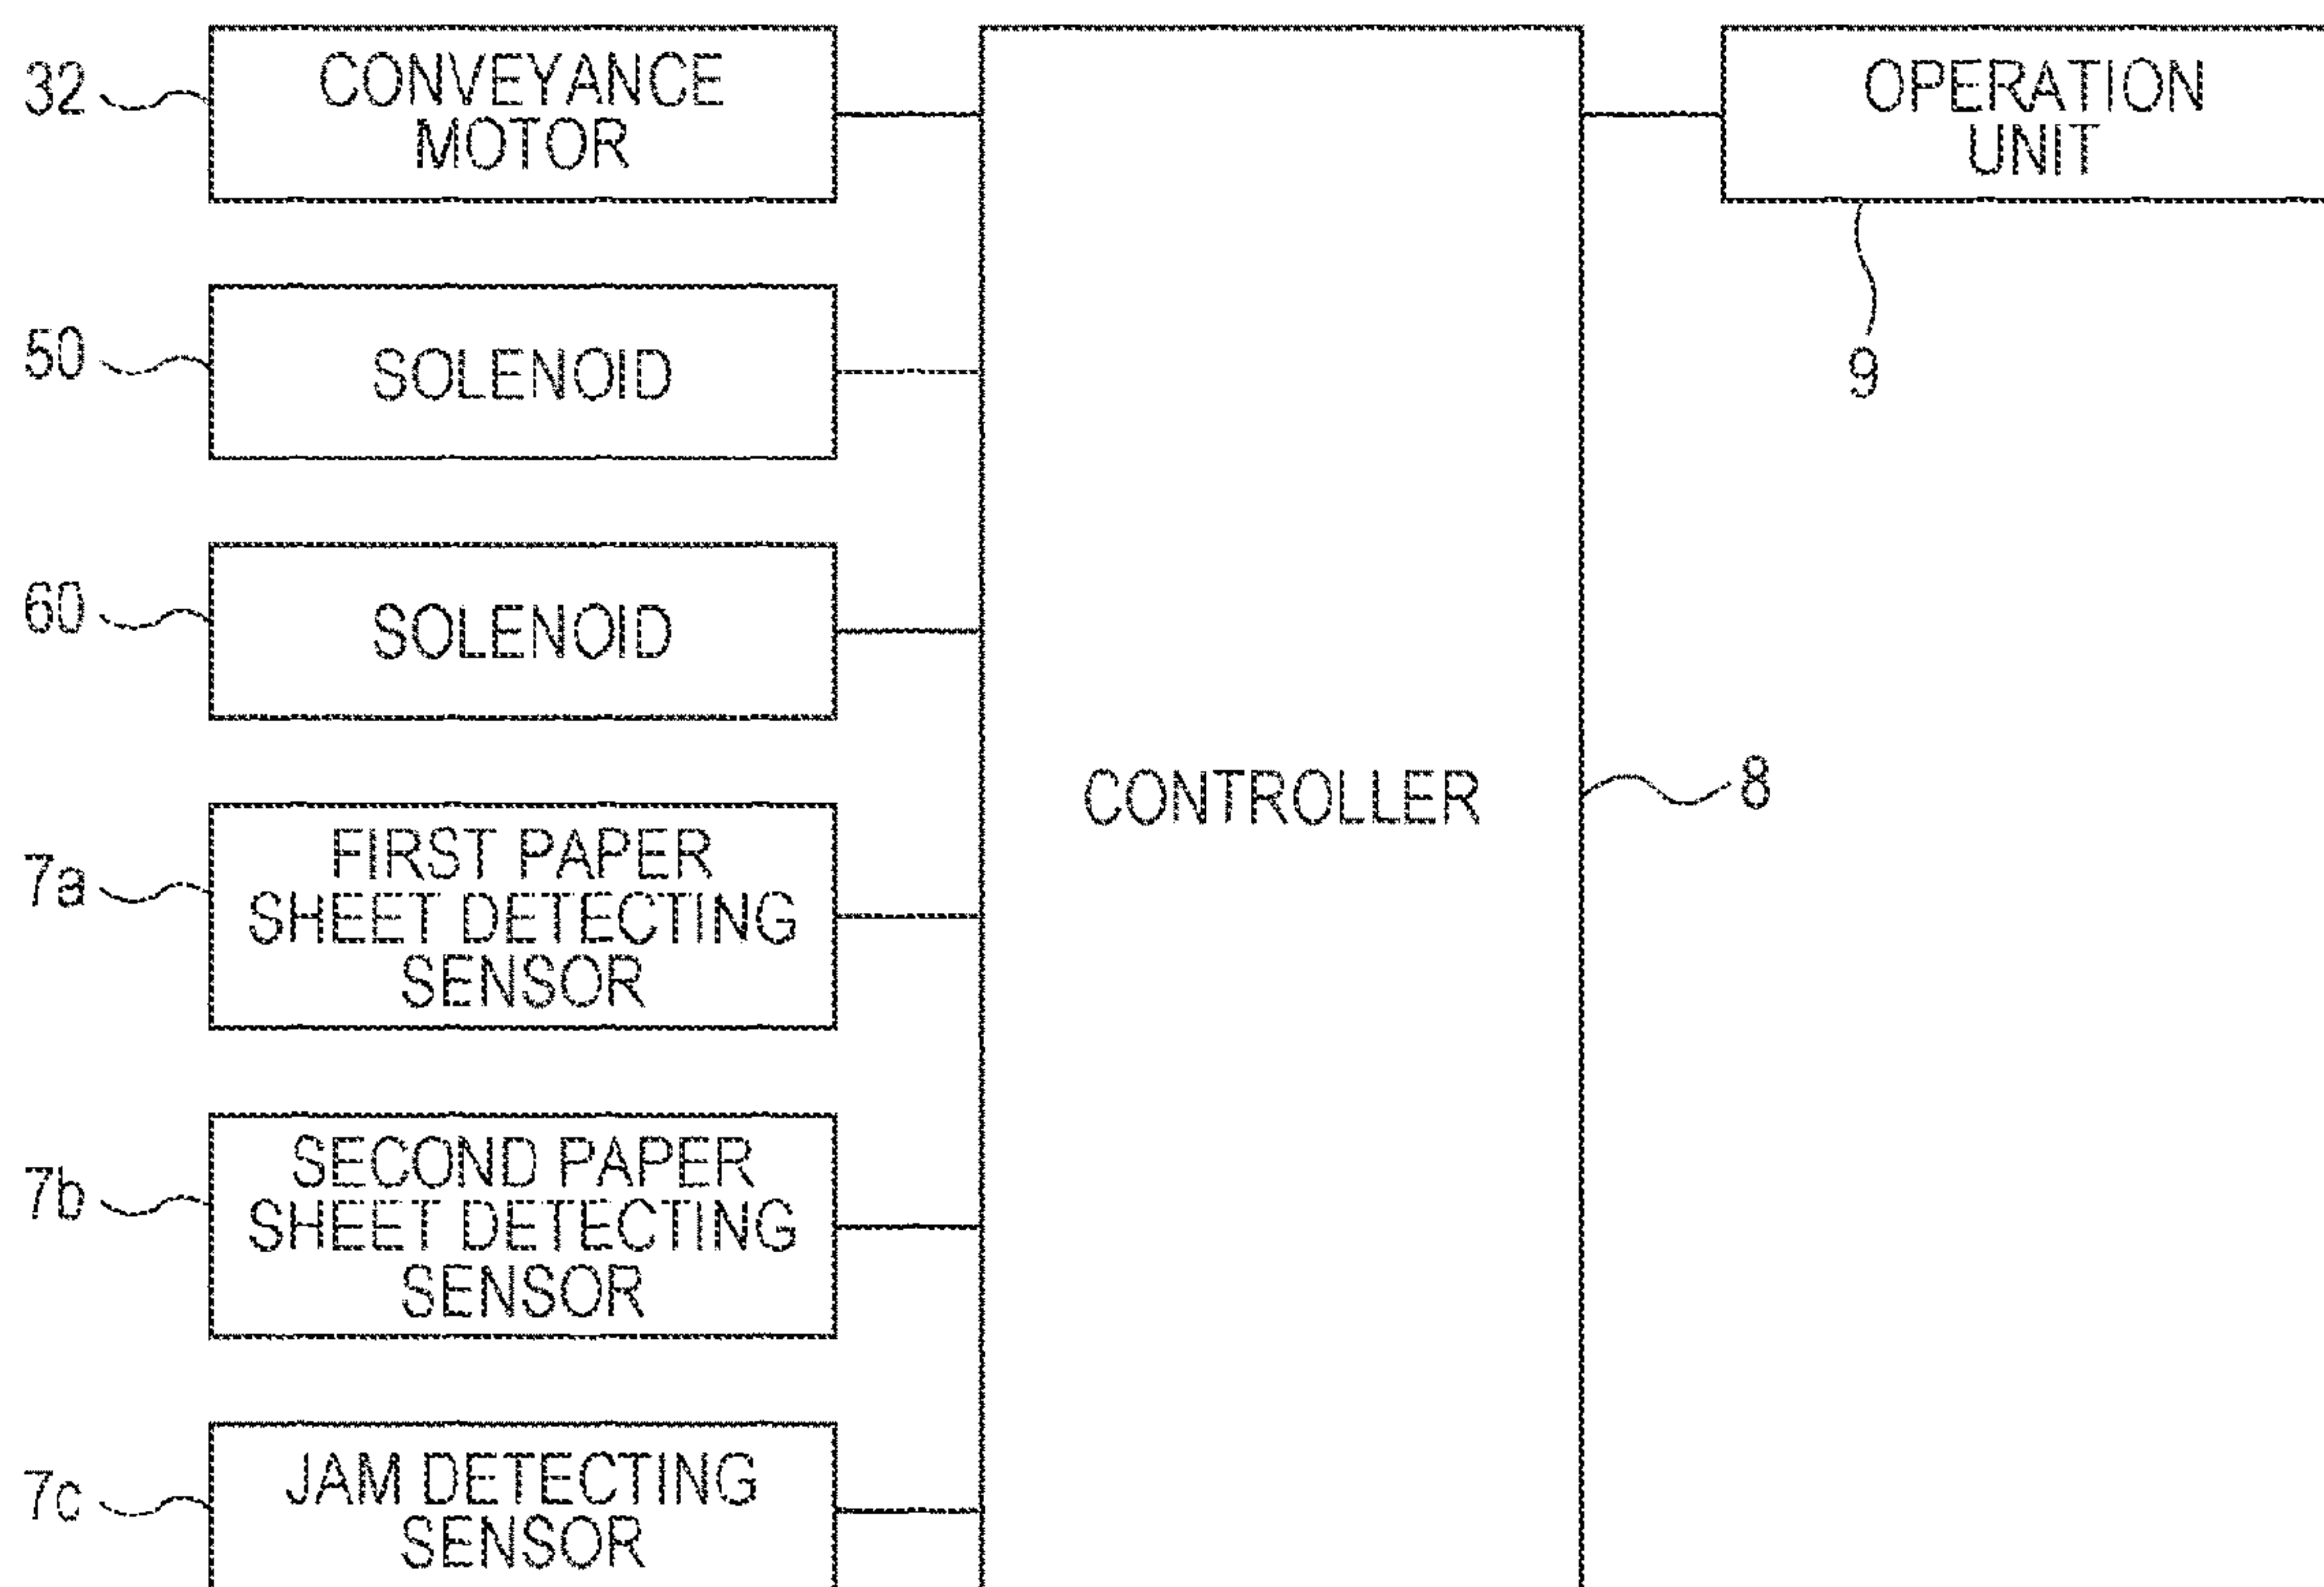 32
CONVEYANCE
MOTOR
50
SOLENOID
60
SOLENOID
7a
FIRST PAPER
SHEET DETECTING
SENSOR
7b
SECOND PAPER
SHEET DETECTING
SENSOR
7c
JAM DETECTING
SENSOR
CONTROLLER
8
OPERATION
UNIT
9